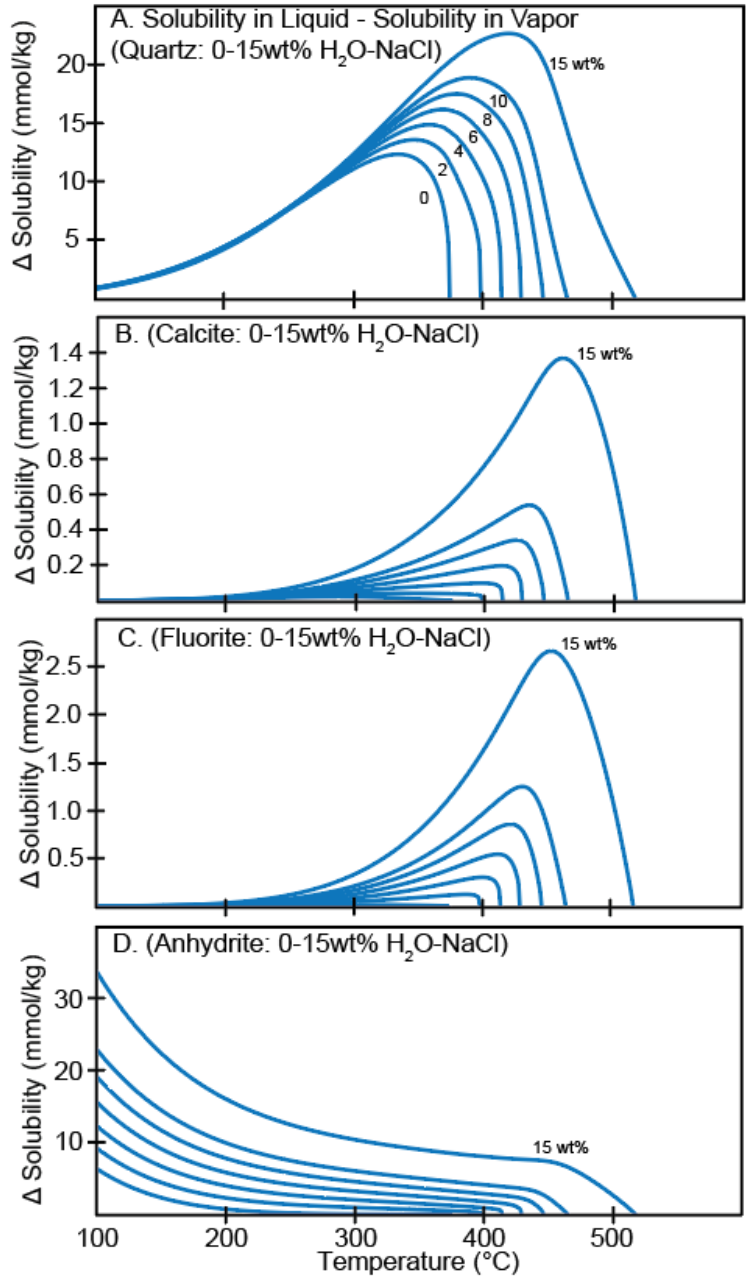 A. Solubility in Liquid - Solubility in Vapor
(Quartz: 0-15wt% H₂O-NaCl)
Δ Solubility (mmol/kg)
20
15
10
5
15 wt%
10
8
6
4
2
0
B. (Calcite: 0-15wt% H₂O-NaCl)
Δ Solubility (mmol/kg)
1.4
1.2
1.0
0.8
0.6
0.4
0.2
15 wt%
C. (Fluorite: 0-15wt% H₂O-NaCl)
Δ Solubility (mmol/kg)
2.5
2.0
1.5
1.0
0.5
15 wt%
D. (Anhydrite: 0-15wt% H₂O-NaCl)
Δ Solubility (mmol/kg)
30
20
10
15 wt%
100 200 300 400 500
Temperature (°C)